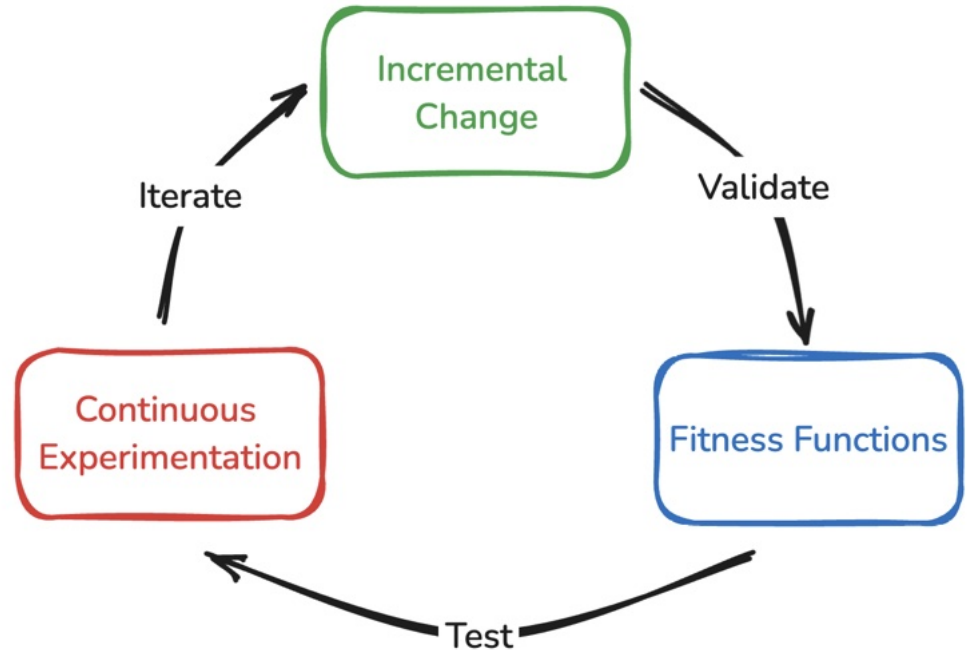 Incremental
Change
Iterate
Validate
Continuous
Experimentation
Fitness Functions
Test